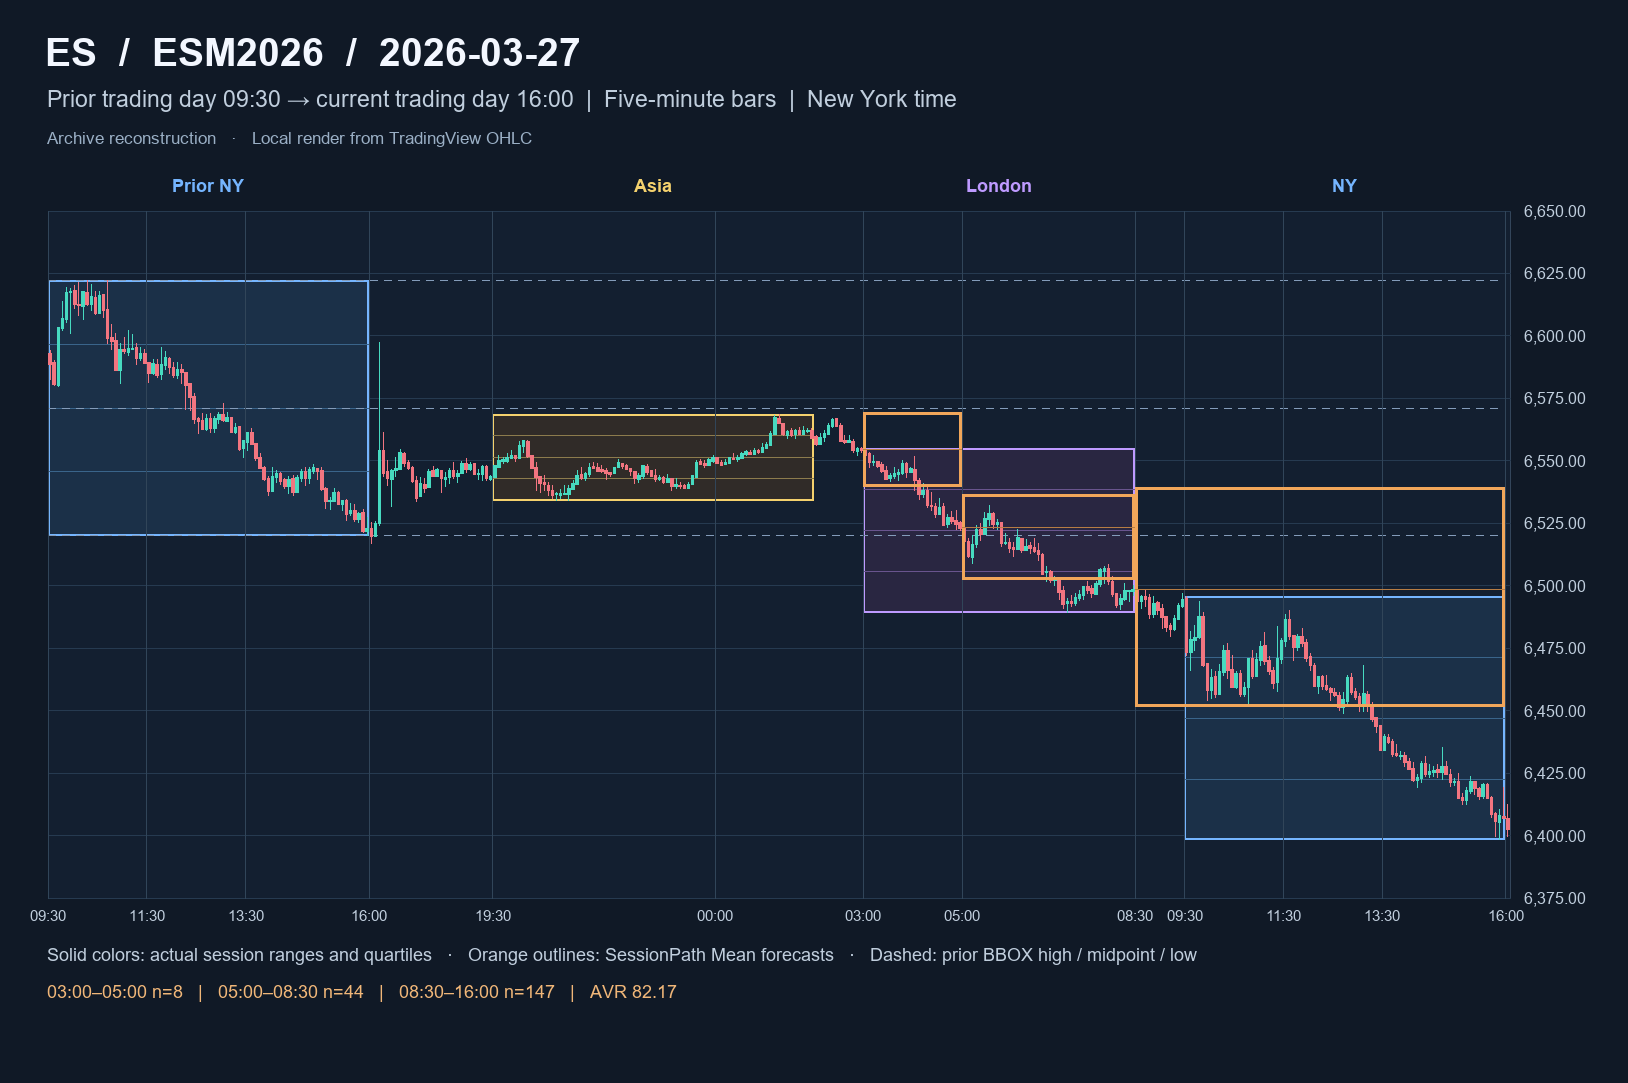 ES / ESM2026 / 2026-03-27
Prior trading day 09:30 → current trading day 16:00 | Five-minute bars | New York time
Archive reconstruction · Local render from TradingView OHLC
Prior NY Asia London NY
6,650.00
6,625.00
6,600.00
6,575.00
6,550.00
6,525.00
6,500.00
6,475.00
6,450.00
6,425.00
6,400.00
6,375.00
09:30 11:30 13:30 16:00 19:30 00:00 03:00 05:00 08:30 09:30 11:30 13:30 16:00
Solid colors: actual session ranges and quartiles · Orange outlines: SessionPath Mean forecasts · Dashed: prior BBOX high / midpoint / low
03:00–05:00 n=8 | 05:00–08:30 n=44 | 08:30–16:00 n=147 | AVR 82.17